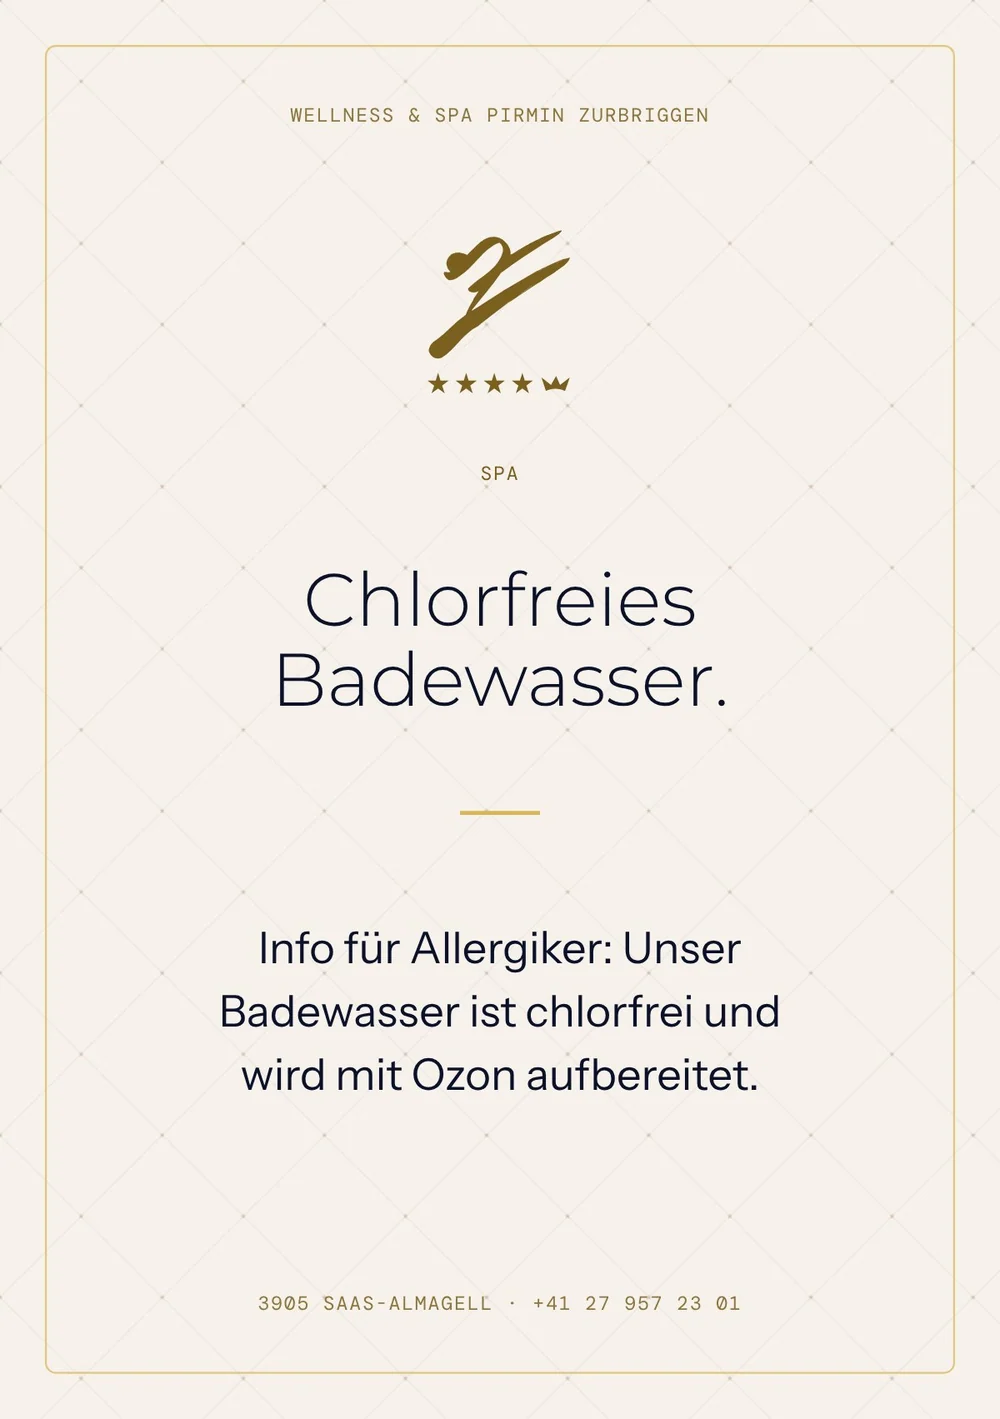 WELLNESS & SPA PIRMIN ZURBRIGGEN
SPA
Chlorfreies
Badewasser.
Info für Allergiker: Unser
Badewasser ist chlorfrei und
wird mit Ozon aufbereitet.
3905 SAAS-ALMAGELL · +41 27 957 23 01